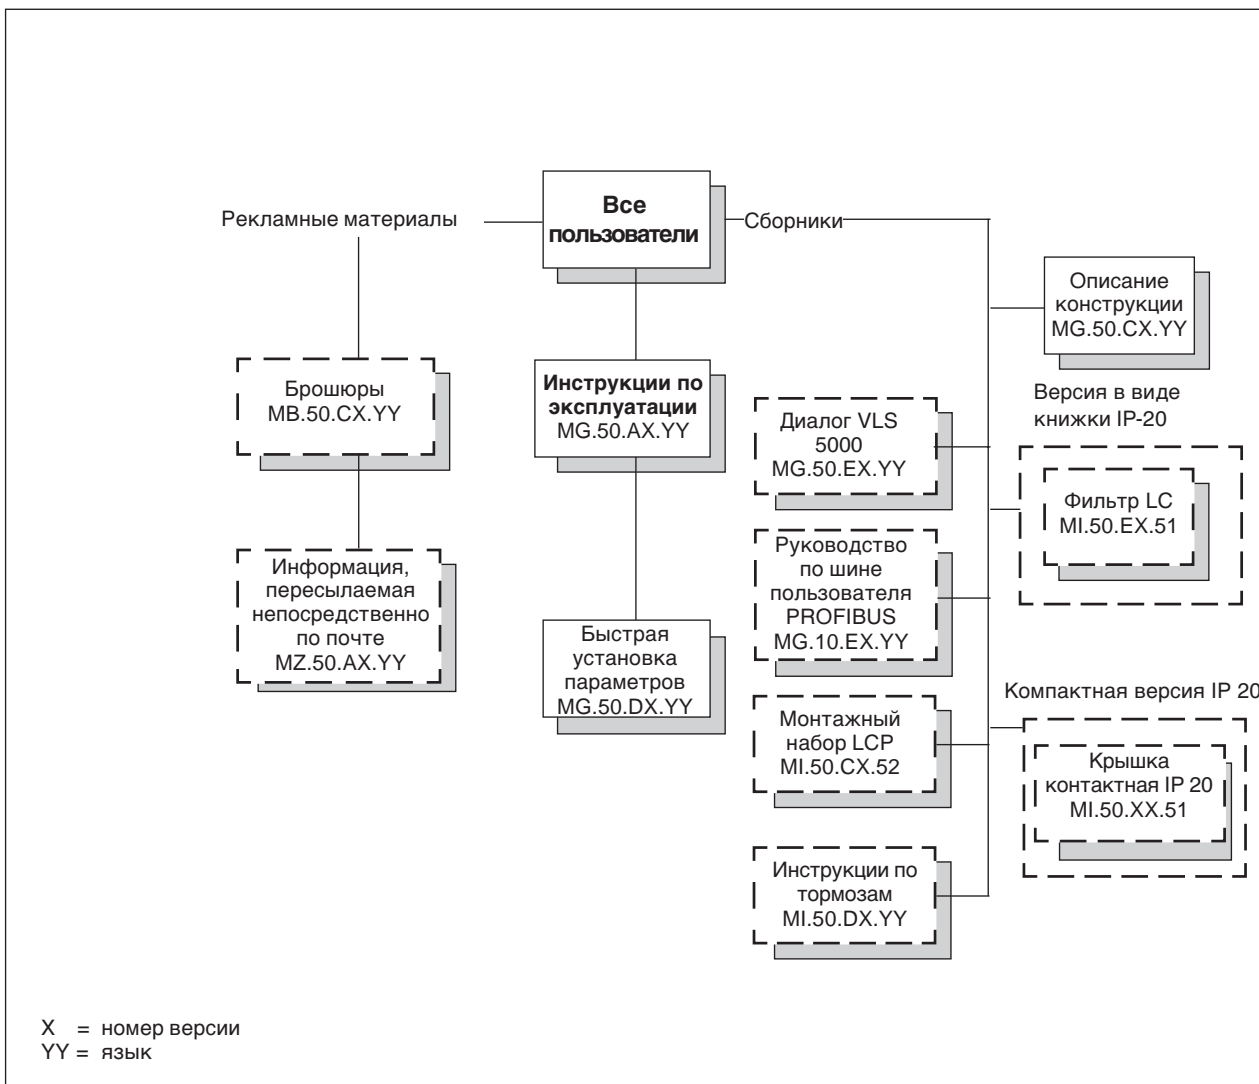 Все
пользователи
Рекламные материалы
Сборники
Брошюры
MB.50.CX.YY
Информация,
пересылаемая
непосредственно
по почте
MZ.50.AX.YY
Инструкции по
эксплуатации
MG.50.AX.YY
Быстрая
установка
параметров
MG.50.DX.YY
Диалог VLS
5000
MG.50.EX.YY
Руководство
по шине
пользователя
PROFIBUS
MG.10.EX.YY
Монтажный
набор LCP
MI.50.CX.52
Инструкции по
тормозам
MI.50.DX.YY
Описание
конструкции
MG.50.CX.YY
Версия в виде
книжки IP-20
Фильтр LC
MI.50.EX.51
Компактная версия IP 20
Крышка
контактная IP 20
MI.50.XX.51
X = номер версии
YY = язык